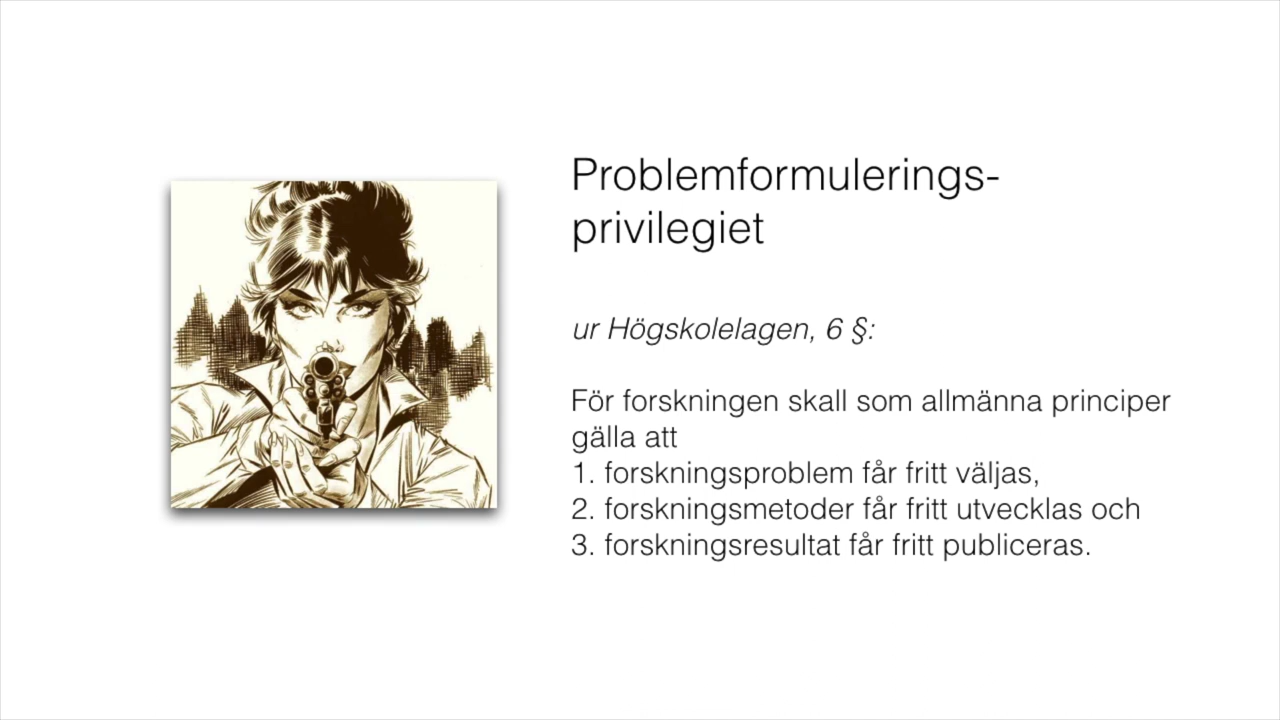 Problemformulerings-
privilegiet
ur Högskolelagen, 6 §:
För forskningen skall som allmänna principer
gälla att
1. forskningsproblem får fritt väljas,
2. forskningsmetoder får fritt utvecklas och
3. forskningsresultat får fritt publiceras.